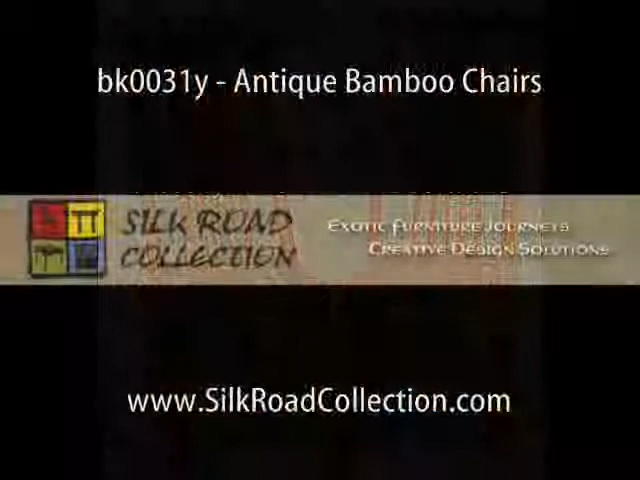 bk0031y - Antique Bamboo Chairs
SILK ROAD
COLLECTION
EXOTIC FURNITURE JOURNEYS
CREATIVE DESIGN SOLUTIONS
www.SilkRoadCollection.com